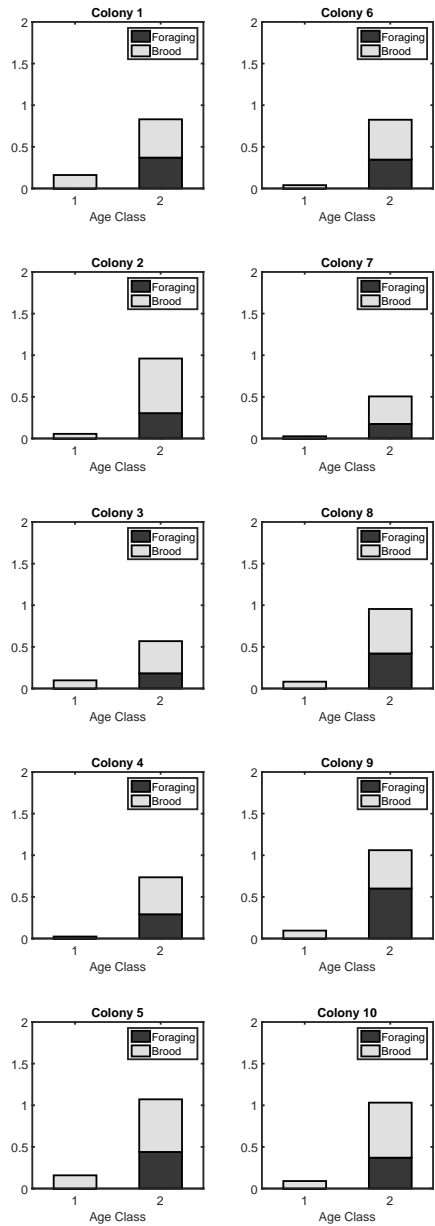 Colony 1
2
1.5
1
0.5
0
Foraging
Brood
1 2
Age Class
Colony 6
2
1.5
1
0.5
0
Foraging
Brood
1 2
Age Class
Colony 2
2
1.5
1
0.5
0
Foraging
Brood
1 2
Age Class
Colony 7
2
1.5
1
0.5
0
Foraging
Brood
1 2
Age Class
Colony 3
2
1.5
1
0.5
0
Foraging
Brood
1 2
Age Class
Colony 8
2
1.5
1
0.5
0
Foraging
Brood
1 2
Age Class
Colony 4
2
1.5
1
0.5
0
Foraging
Brood
1 2
Age Class
Colony 9
2
1.5
1
0.5
0
Foraging
Brood
1 2
Age Class
Colony 5
2
1.5
1
0.5
0
Foraging
Brood
1 2
Age Class
Colony 10
2
1.5
1
0.5
0
Foraging
Brood
1 2
Age Class